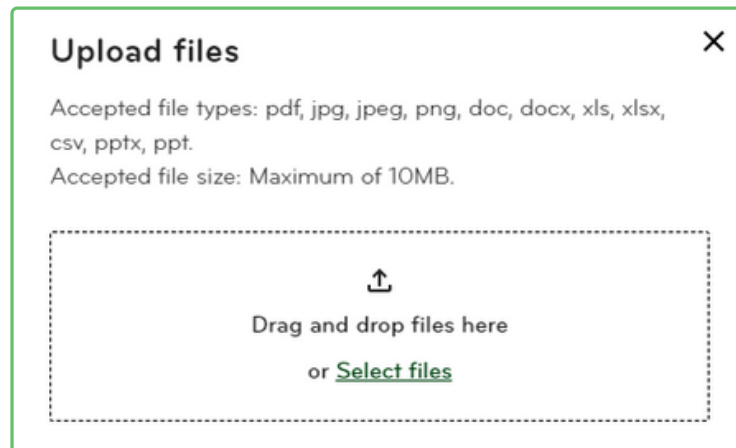 Upload files
Accepted file types: pdf, jpg, jpeg, png, doc, docx, xls, xlsx,
csv, pptx, ppt.
Accepted file size: Maximum of 10MB.
Drag and drop files here
or Select files